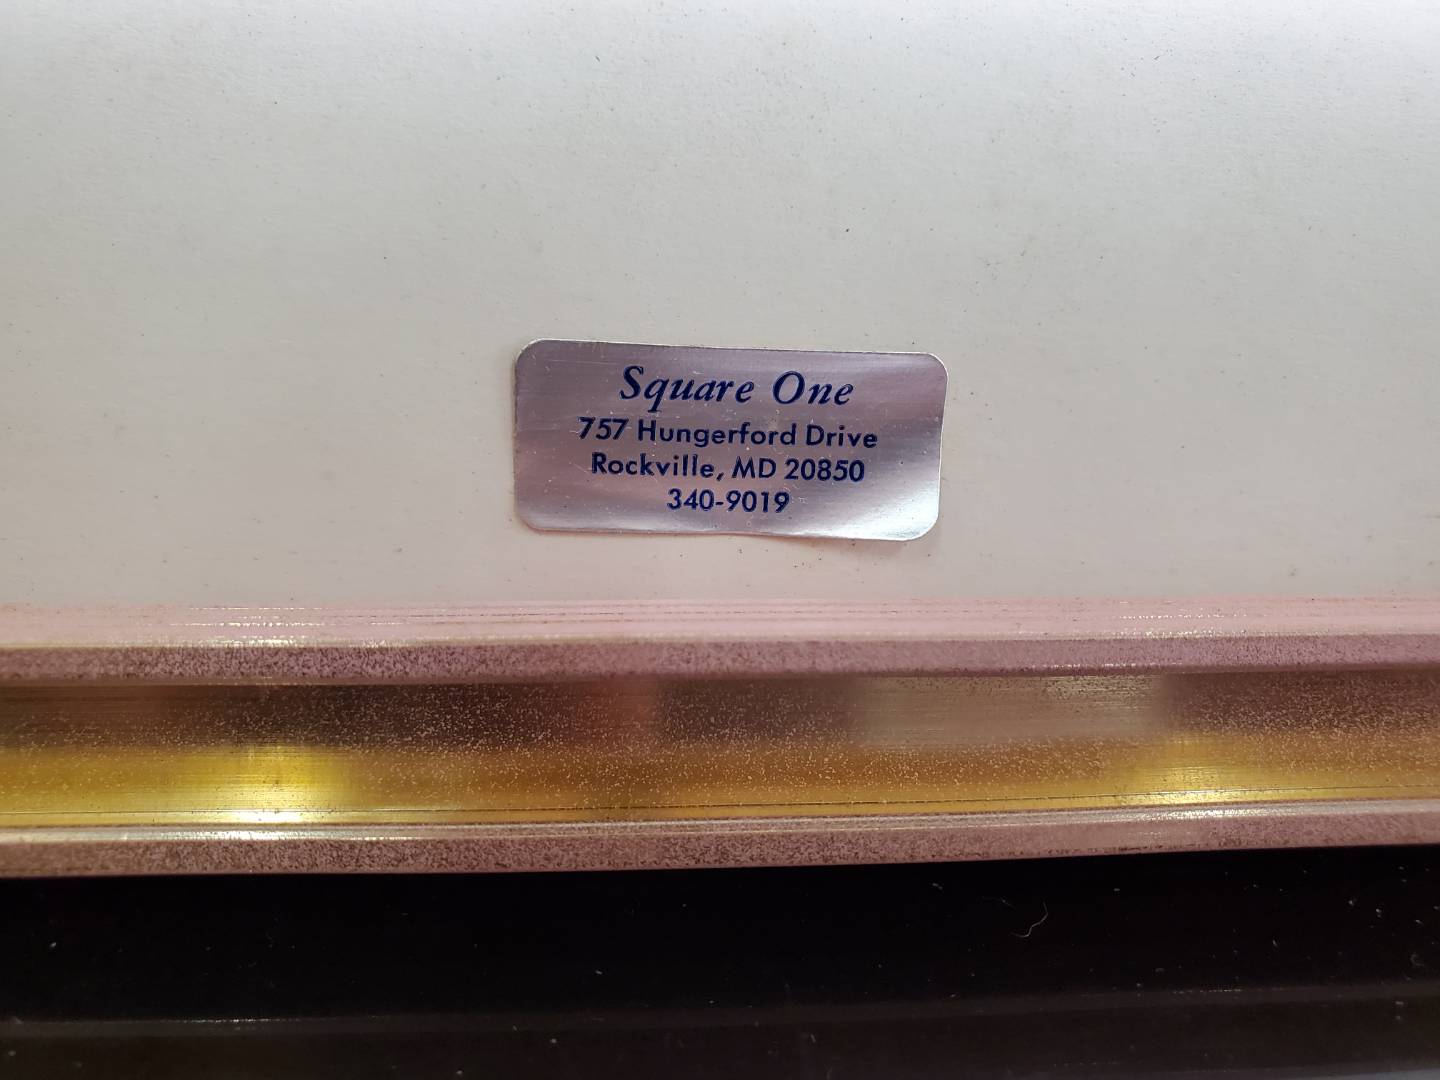 Square One
757 Hungerford Drive
Rockville, MD 20850
340-9019